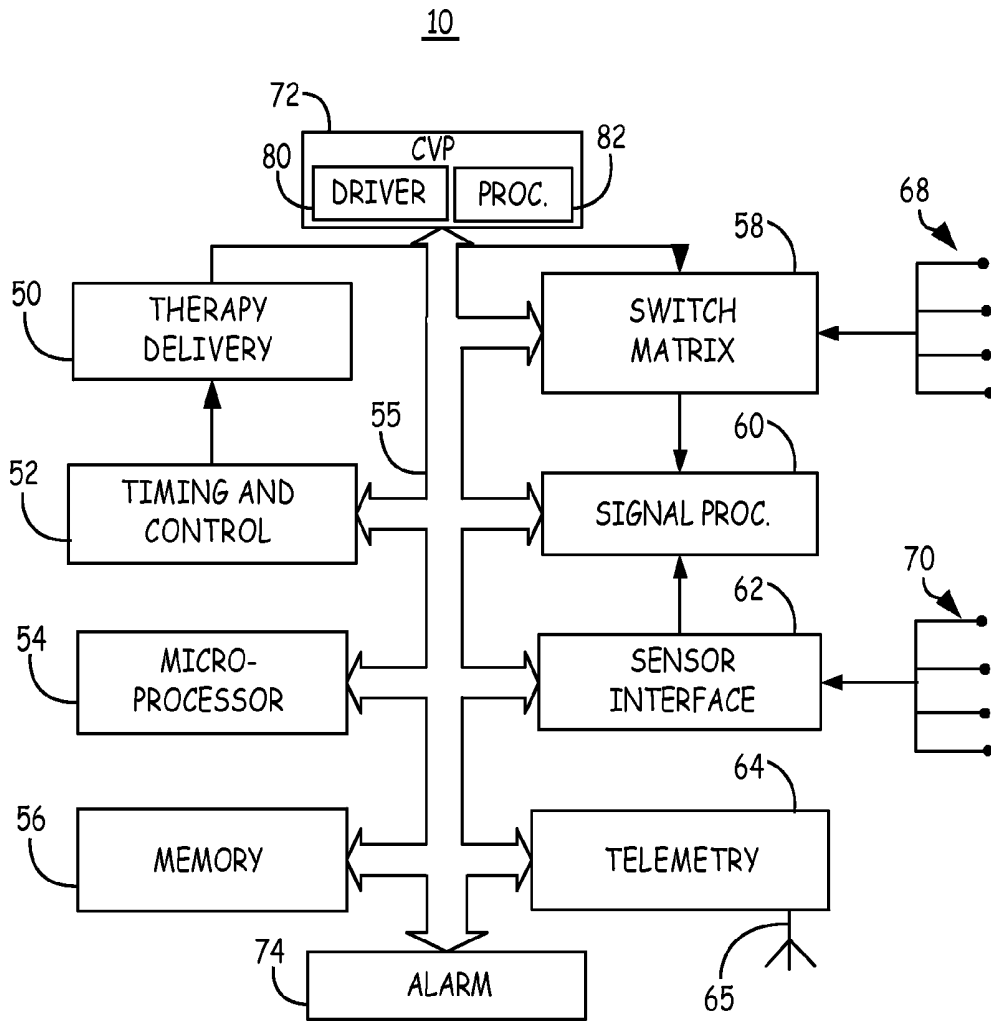 10
72
CVP
80
DRIVER
PROC.
82
58
68
50
THERAPY
DELIVERY
SWITCH
MATRIX
55
60
52
TIMING AND
CONTROL
SIGNAL PROC.
62
70
54
MICRO-
PROCESSOR
SENSOR
INTERFACE
64
56
MEMORY
TELEMETRY
74
ALARM
65